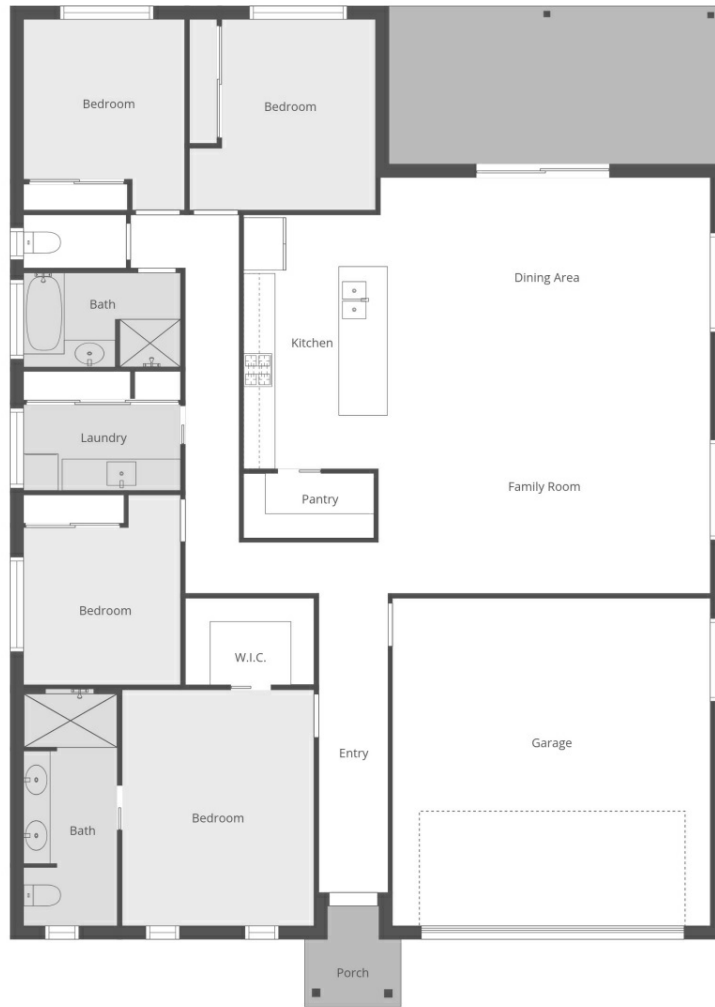 Bedroom
Bedroom
Dining Area
Bath
Kitchen
Laundry
Family Room
Pantry
Bedroom
W.I.C.
Garage
Entry
Bedroom
Bath
Porch